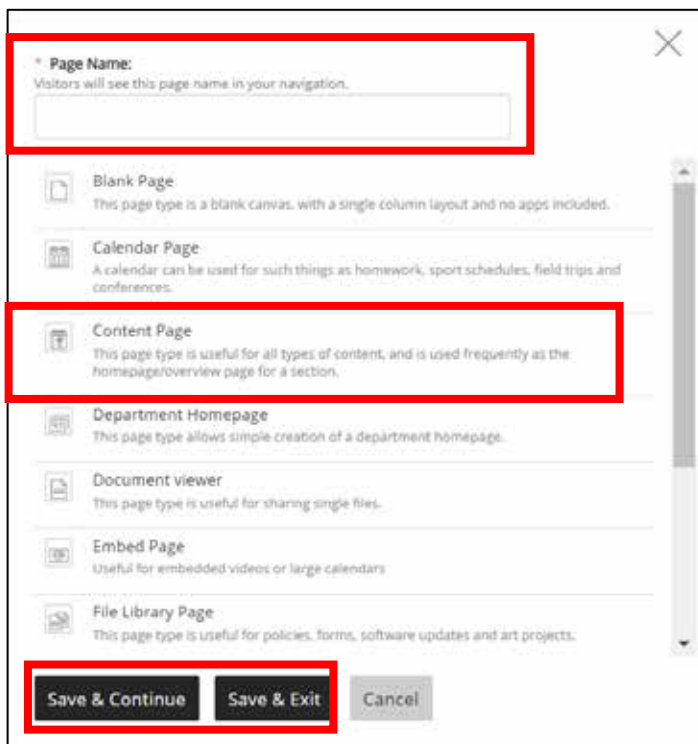 * Page Name:
Visitors will see this page name in your navigation.
Blank Page
This page type is a blank canvas, with a single column layout and no apps included.
Calendar Page
A calendar can be used for such things as homework, sport schedules, field trips and
conferences.
Content Page
This page type is useful for all types of content, and is used frequently as the
homepage/overview page for a section.
Department Homepage
This page type allows simple creation of a department homepage.
Document viewer
This page type is useful for sharing single files.
Embed Page
Useful for embedded videos or large calendars
File Library Page
This page type is useful for policies, forms, software updates and art projects.
Save & Continue
Save & Exit
Cancel